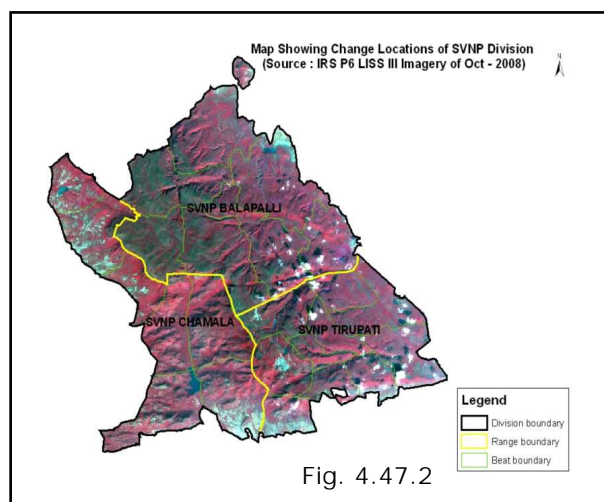 Map Showing Change Locations of SVNP Division
(Source : IRS P6 LISS III Imagery of Oct - 2008)
N
SVNP BALAPALLI
SVNP CHAMALA
SVNP TIRUPATI
Legend
Division boundary
Range boundary
Beat boundary
Fig. 4.47.2